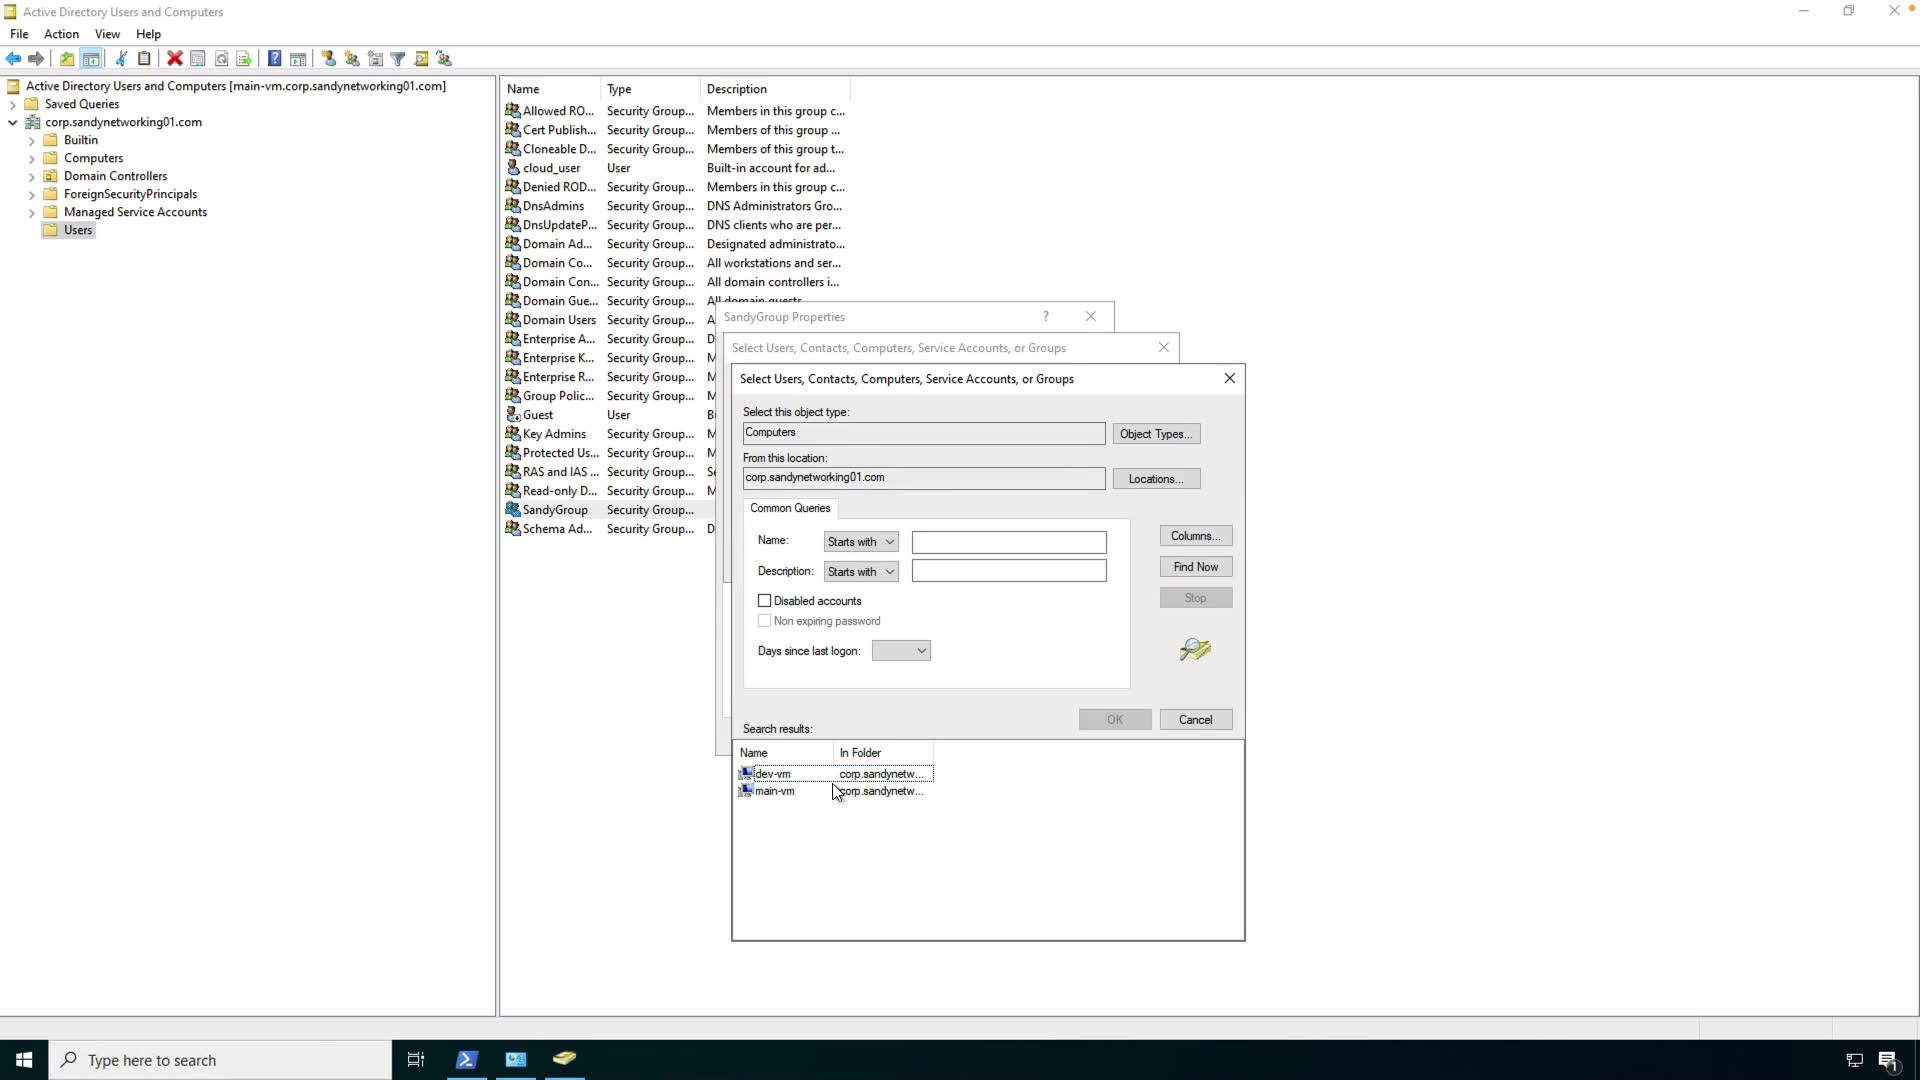 Active Directory Users and Computers
File Action View Help
Active Directory Users and Computers [main-vm.corp.sandynetworking01.com]
Saved Queries
corp.sandynetworking01.com
Builtin
Computers
Domain Controllers
ForeignSecurityPrincipals
Managed Service Accounts
Users
Name Type Description
Allowed RO... Security Group... Members in this group c...
Cert Publish... Security Group... Members of this group ...
Cloneable D... Security Group... Members of this group t...
cloud_user User Built-in account for ad...
Denied ROD... Security Group... Members in this group c...
DnsAdmins Security Group... DNS Administrators Gro...
DnsUpdateP... Security Group... DNS clients who are per...
Domain Ad... Security Group... Designated administrato...
Domain Co... Security Group... All workstations and ser...
Domain Con... Security Group... All domain controllers i...
Domain Gue... Security Group... All domain guests
Domain Users Security Group... A
Enterprise A... Security Group... D
Enterprise K... Security Group... M
Enterprise R... Security Group... M
Group Polic... Security Group... M
Guest User B
Key Admins Security Group... M
Protected Us... Security Group... M
RAS and IAS ... Security Group... Se
Read-only D... Security Group... M
SandyGroup Security Group...
Schema Ad... Security Group... D
SandyGroup Properties ?
Select Users, Contacts, Computers, Service Accounts, or Groups
Select Users, Contacts, Computers, Service Accounts, or Groups
Select this object type:
Computers Object Types...
From this location:
corp.sandynetworking01.com Locations...
Common Queries
Name: Starts with Columns...
Description: Starts with Find Now
Disabled accounts Stop
Non expiring password
Days since last logon:
OK Cancel
Search results:
Name In Folder
dev-vm corp.sandynetw...
main-vm corp.sandynetw...
Type here to search 1